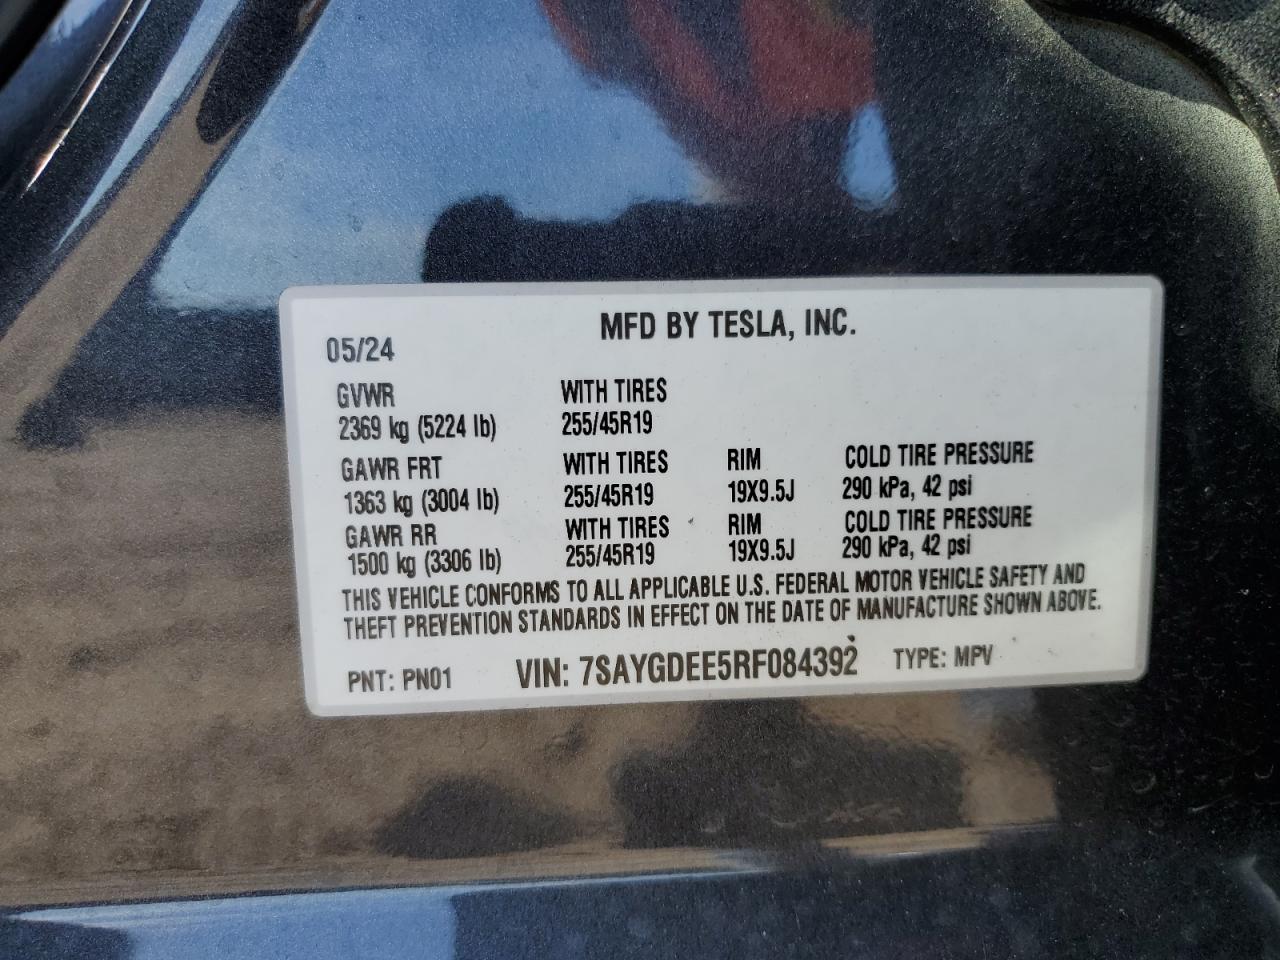 MFD BY TESLA, INC.
05/24
GVWR WITH TIRES
2369 kg (5224 lb) 255/45R19
GAWR FRT WITH TIRES RIM COLD TIRE PRESSURE
1363 kg (3004 lb) 255/45R19 19X9.5J 290 kPa, 42 psi
GAWR RR WITH TIRES RIM COLD TIRE PRESSURE
1500 kg (3306 lb) 255/45R19 19X9.5J 290 kPa, 42 psi
THIS VEHICLE CONFORMS TO ALL APPLICABLE U.S. FEDERAL MOTOR VEHICLE SAFETY AND
THEFT PREVENTION STANDARDS IN EFFECT ON THE DATE OF MANUFACTURE SHOWN ABOVE.
PNT: PN01 VIN: 7SAYGDEE5RF084392 TYPE: MPV